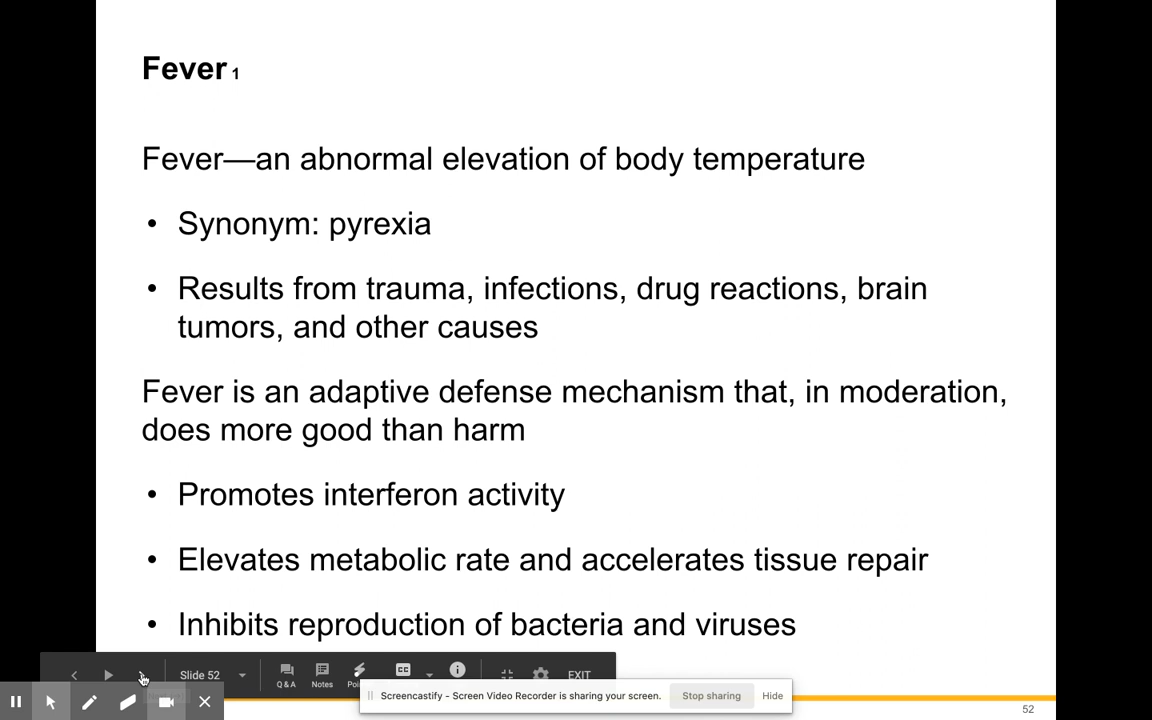 Fever 1
Fever—an abnormal elevation of body temperature
• Synonym: pyrexia
• Results from trauma, infections, drug reactions, brain
tumors, and other causes
Fever is an adaptive defense mechanism that, in moderation,
does more good than harm
• Promotes interferon activity
• Elevates metabolic rate and accelerates tissue repair
• Inhibits reproduction of bacteria and viruses
Slide 52
Q & A
Notes
CC
EXIT
Screencastify - Screen Video Recorder is sharing your screen.
Stop sharing
Hide
52